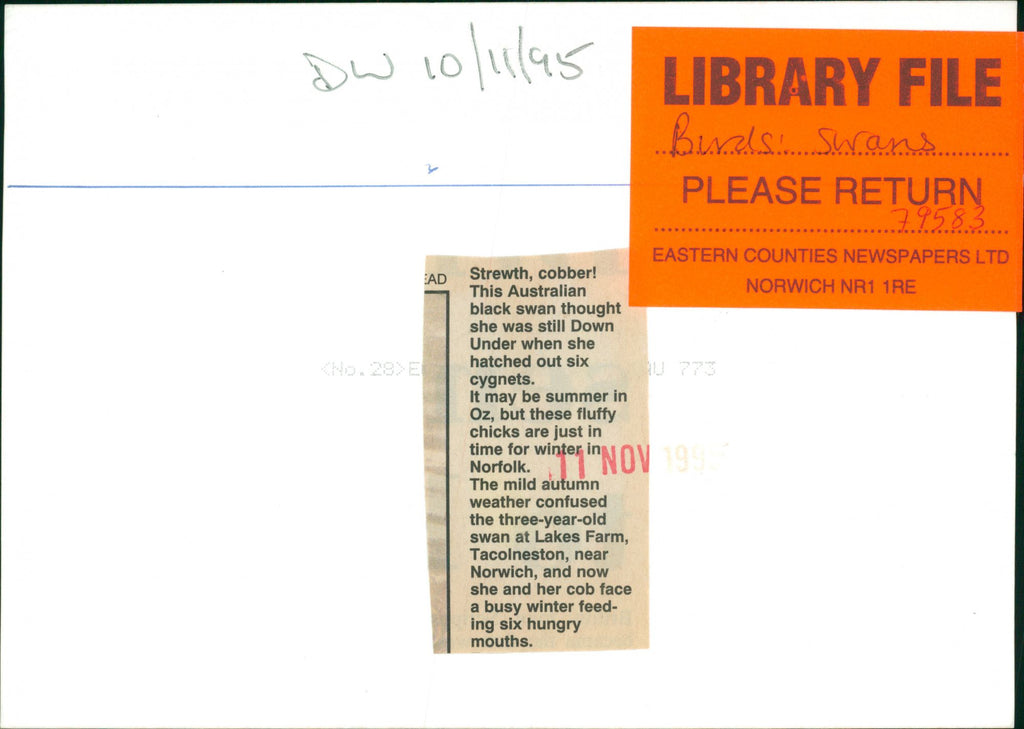 DW 10/11/95
LIBRARY FILE
Birds: Swans
PLEASE RETURN
79583
EASTERN COUNTIES NEWSPAPERS LTD
NORWICH NR1 1RE
EAD
Strewth, cobber!
This Australian
black swan thought
she was still Down
Under when she
hatched out six
cygnets.
It may be summer in
Oz, but these fluffy
chicks are just in
time for winter in
Norfolk.
11 NOV 1995
The mild autumn
weather confused
the three-year-old
swan at Lakes Farm,
Tacolneston, near
Norwich, and now
she and her cob face
a busy winter feed-
ing six hungry
mouths.
<No.28> 773